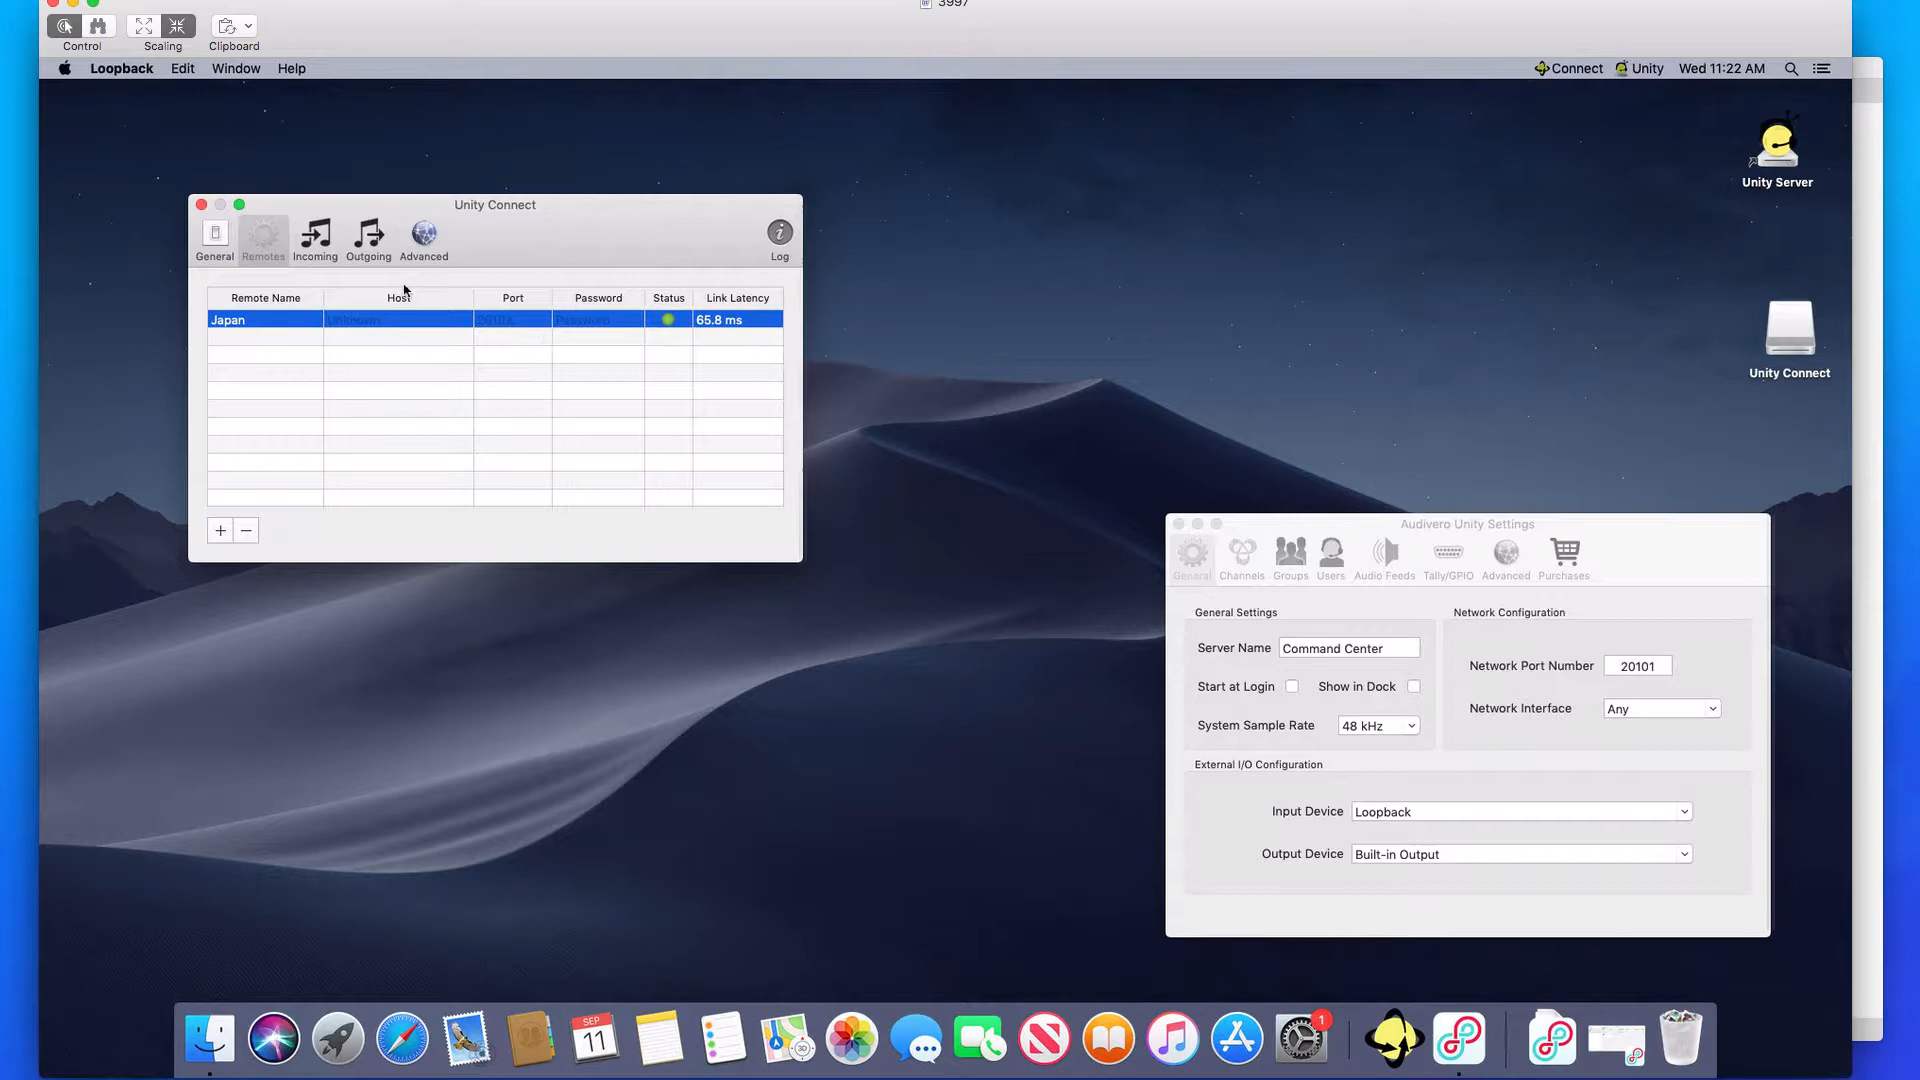 3997
Control
Scaling
Clipboard
Loopback Edit Window Help
Connect Unity Wed 11:22 AM
Unity Server
Unity Connect
Unity Connect
General Remotes Incoming Outgoing Advanced Log
Remote Name Host Port Password Status Link Latency
Japan Unknown 20101 Password 65.8 ms
+ −
Audivero Unity Settings
General Channels Groups Users Audio Feeds Tally/GPIO Advanced Purchases
General Settings
Server Name Command Center
Start at Login Show in Dock
System Sample Rate 48 kHz
Network Configuration
Network Port Number 20101
Network Interface Any
External I/O Configuration
Input Device Loopback
Output Device Built-in Output
SEP
11
3D
1